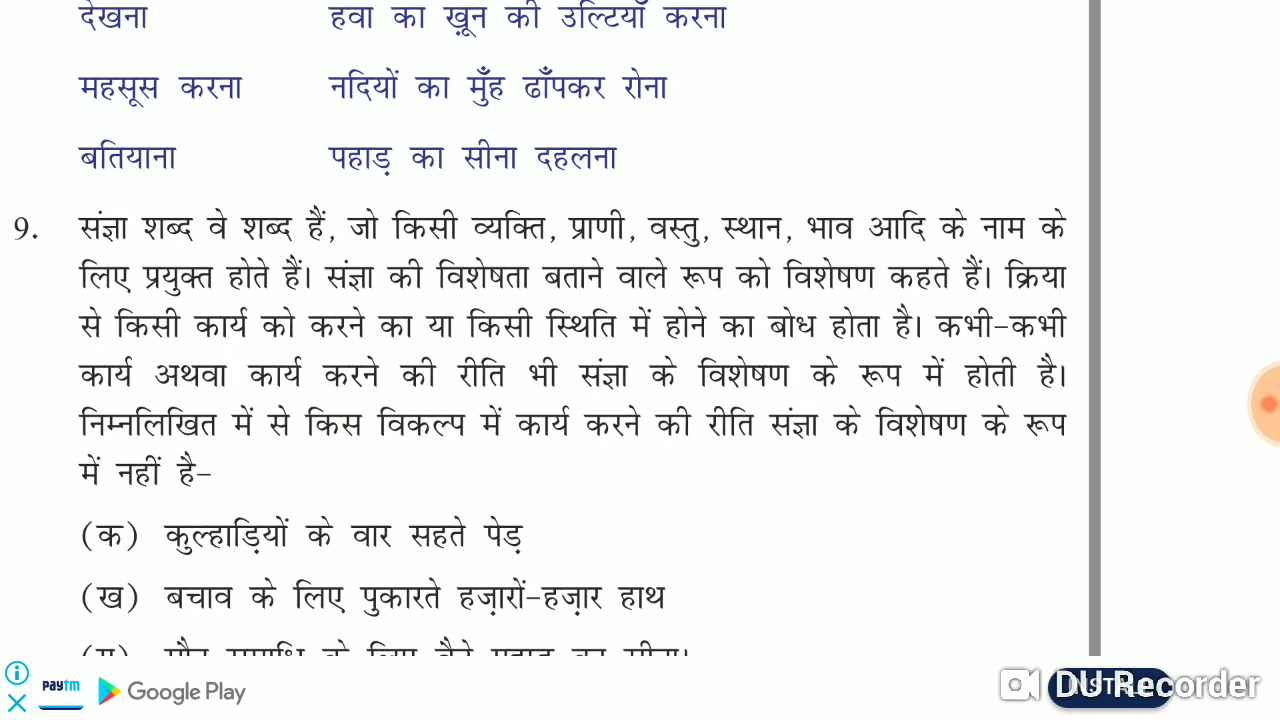 देखना हवा का खून की उल्टियाँ करना
महसूस करना नदियों का मुँह ढाँपकर रोना
बतियाना पहाड़ का सीना दहलना
9. संज्ञा शब्द वे शब्द हैं, जो किसी व्यक्ति, प्राणी, वस्तु, स्थान, भाव आदि के नाम के
लिए प्रयुक्त होते हैं। संज्ञा की विशेषता बताने वाले रूप को विशेषण कहते हैं। क्रिया
से किसी कार्य को करने का या किसी स्थिति में होने का बोध होता है। कभी-कभी
कार्य अथवा कार्य करने की रीति भी संज्ञा के विशेषण के रूप में होती है।
निम्नलिखित में से किस विकल्प में कार्य करने की रीति संज्ञा के विशेषण के रूप
में नहीं है-
(क) कुल्हाड़ियों के वार सहते पेड़
(ख) बचाव के लिए पुकारते हज़ारों-हज़ार हाथ
paytm Google Play DU Recorder